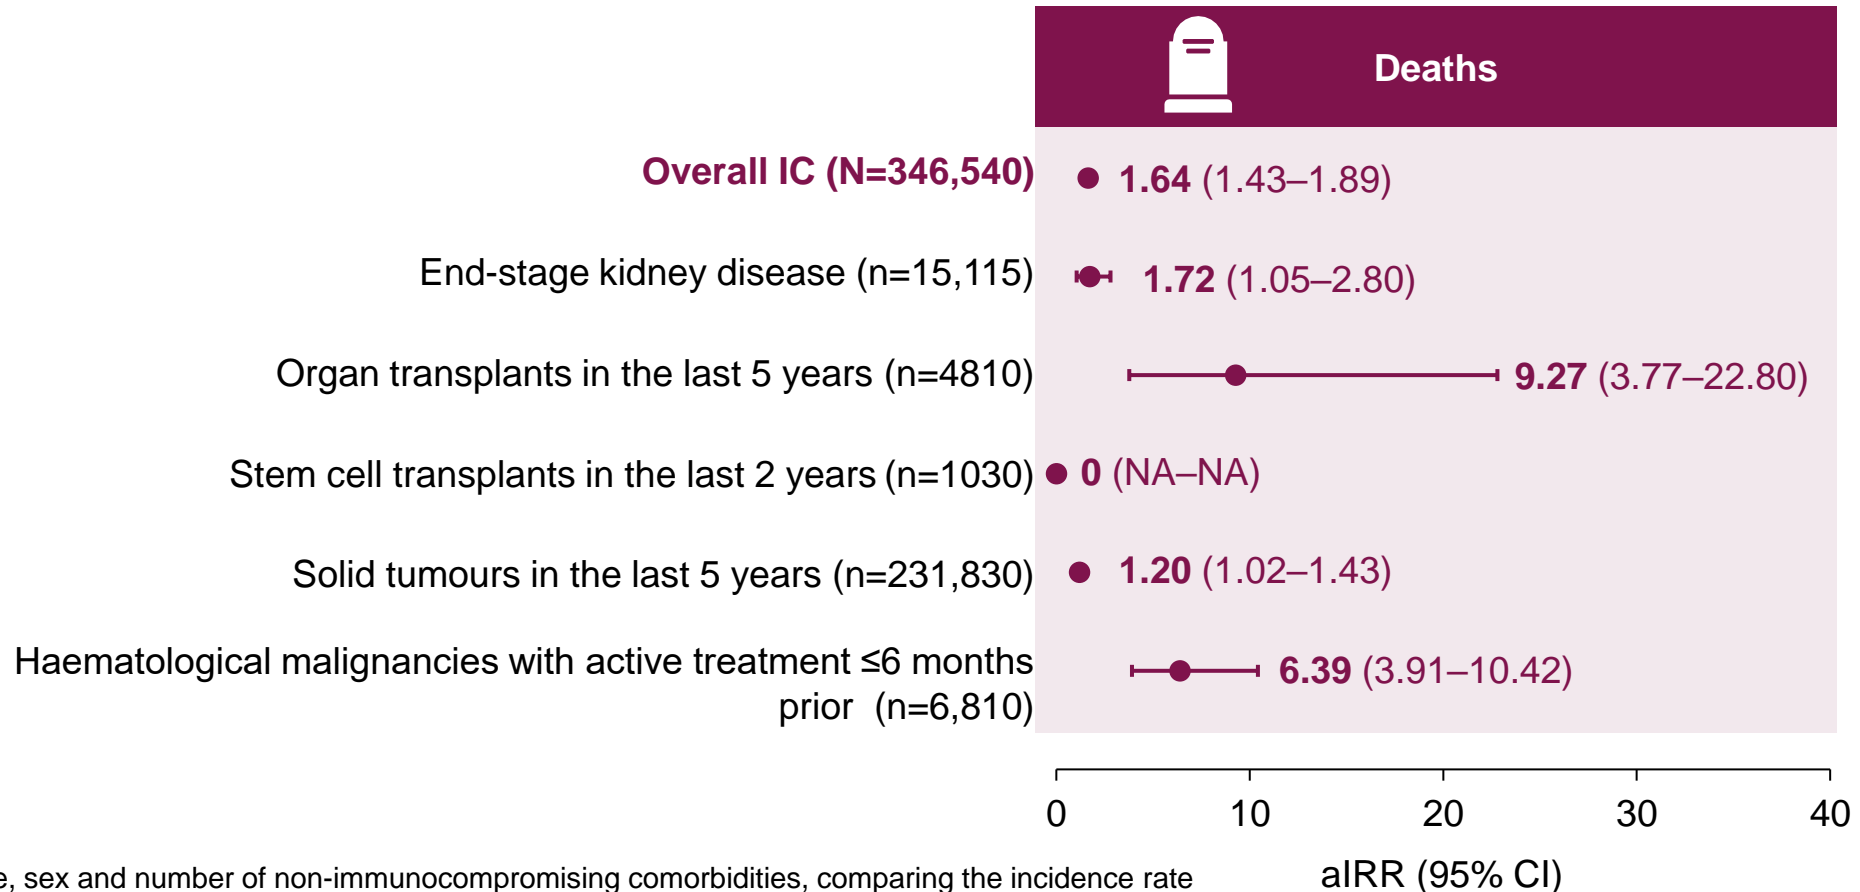 Deaths
Overall IC (N=346,540) 1.64 (1.43–1.89)
End-stage kidney disease (n=15,115) 1.72 (1.05–2.80)
Organ transplants in the last 5 years (n=4810) 9.27 (3.77–22.80)
Stem cell transplants in the last 2 years (n=1030) 0 (NA–NA)
Solid tumours in the last 5 years (n=231,830) 1.20 (1.02–1.43)
Haematological malignancies with active treatment ≤6 months
prior (n=6,810) 6.39 (3.91–10.42)
0 10 20 30 40
aIRR (95% CI)
, sex and number of non-immunocompromising comorbidities, comparing the incidence rate